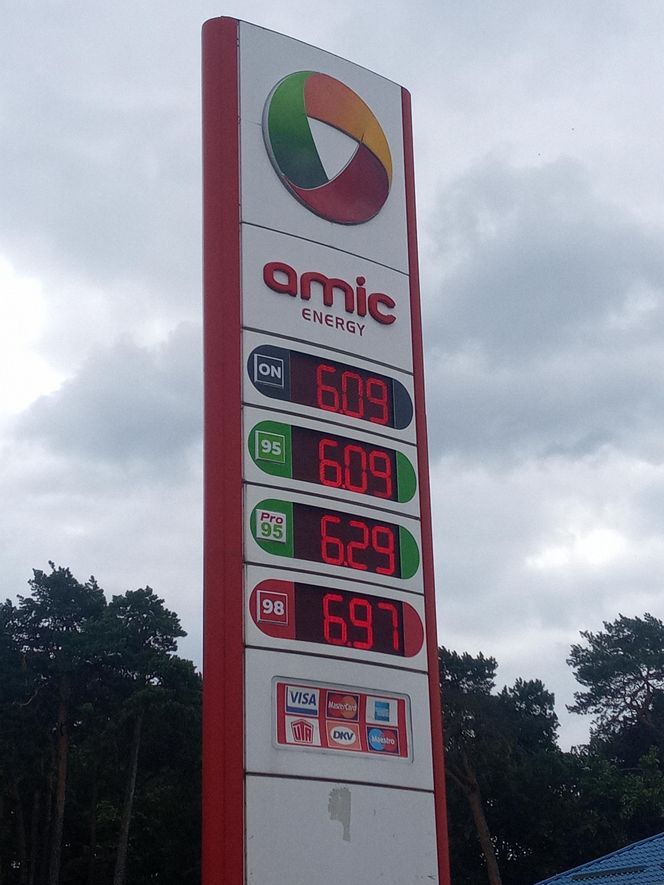 amic
ENERGY
ON 6.09
95 6.09
Pro
95 6.29
98 6.97
VISA MasterCard
UTA DKV Maestro